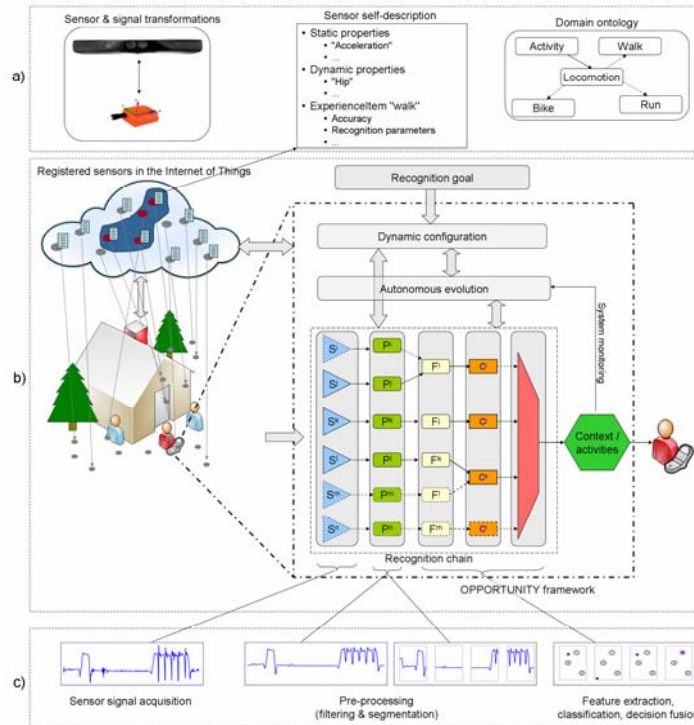 Sensor & signal transformations
Sensor self-description
• Static properties
• "Acceleration"
• ...
• Dynamic properties
• "Hip"
• ...
• ExperienceItem "walk"
• Accuracy
• Recognition parameters
• ...
Domain ontology
Activity
Walk
Locomotion
Bike
Run
a)
Registered sensors in the Internet of Things
Recognition goal
Dynamic configuration
Autonomous evolution
System monitoring
b)
Context /
activities
Recognition chain
OPPORTUNITY framework
c)
Sensor signal acquisition
Pre-processing
(filtering & segmentation)
Feature extraction,
classification, decision fusion